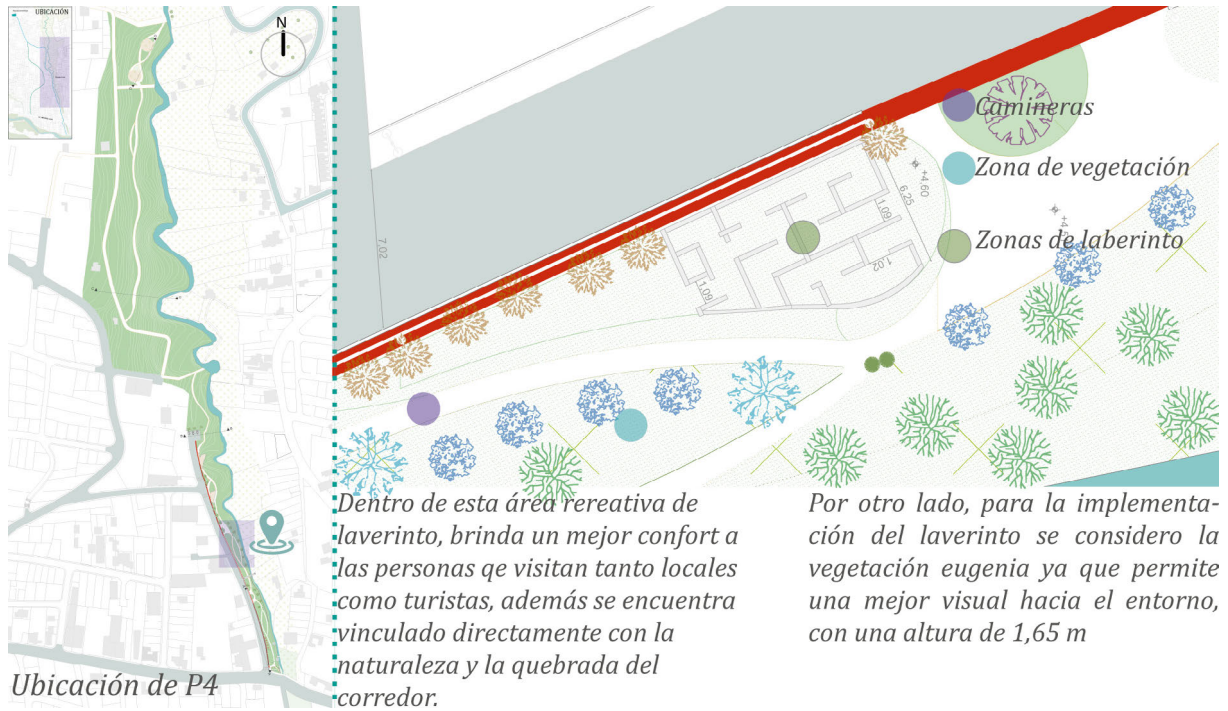 UBICACIÓN
N
Ubicación de P4
7.02
1.09
1.09
1.02
6.25
+4.60
Camineras
Zona de vegetación
Zonas de laberinto
Dentro de esta área rereativa de
laverinto, brinda un mejor confort a
las personas qe visitan tanto locales
como turistas, además se encuentra
vinculado directamente con la
naturaleza y la quebrada del
corredor.
Por otro lado, para la implementa-
ción del laverinto se considero la
vegetación eugenia ya que permite
una mejor visual hacia el entorno,
con una altura de 1,65 m